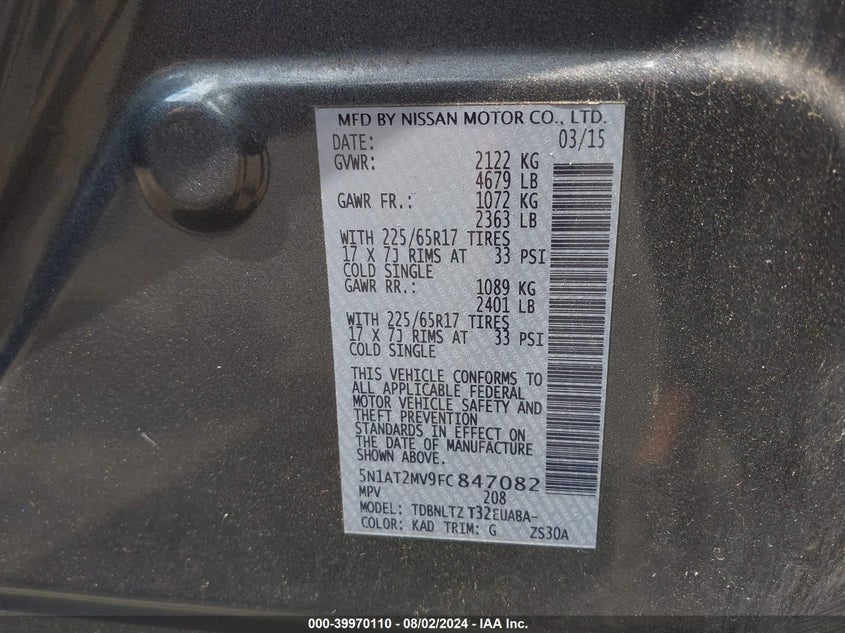 MFD BY NISSAN MOTOR CO., LTD.
DATE: 03/15
GVWR: 2122 KG
4679 LB
GAWR FR.: 1072 KG
2363 LB
WITH 225/65R17 TIRES
17 X 7J RIMS AT 33 PSI
COLD SINGLE
GAWR RR.: 1089 KG
2401 LB
WITH 225/65R17 TIRES
17 X 7J RIMS AT 33 PSI
COLD SINGLE
THIS VEHICLE CONFORMS TO
ALL APPLICABLE FEDERAL
MOTOR VEHICLE SAFETY AND
THEFT PREVENTION
STANDARDS IN EFFECT ON
THE DATE OF MANUFACTURE
SHOWN ABOVE.
5N1AT2MV9FC847082
MPV 208
MODEL: TDBNLTZ T32EUABA-
COLOR: KAD TRIM: G ZS30A
000-39970110 - 08/02/2024 - IAA Inc.